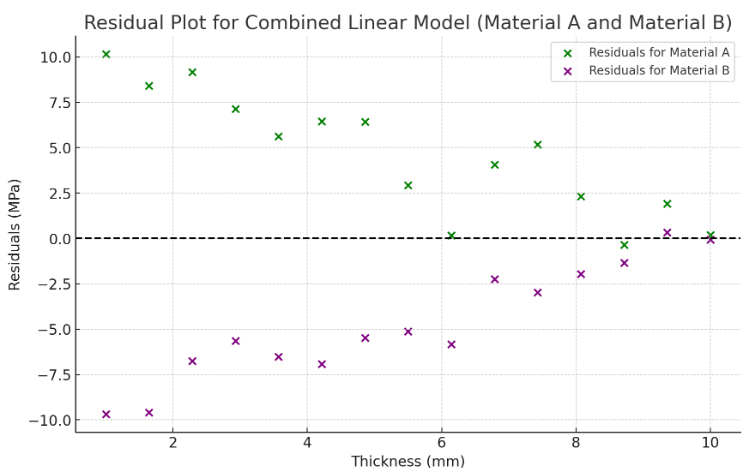 Residual Plot for Combined Linear Model (Material A and Material B)
Residuals for Material A
Residuals for Material B
10.0
7.5
5.0
2.5
0.0
−2.5
−5.0
−7.5
−10.0
Residuals (MPa)
2 4 6 8 10
Thickness (mm)